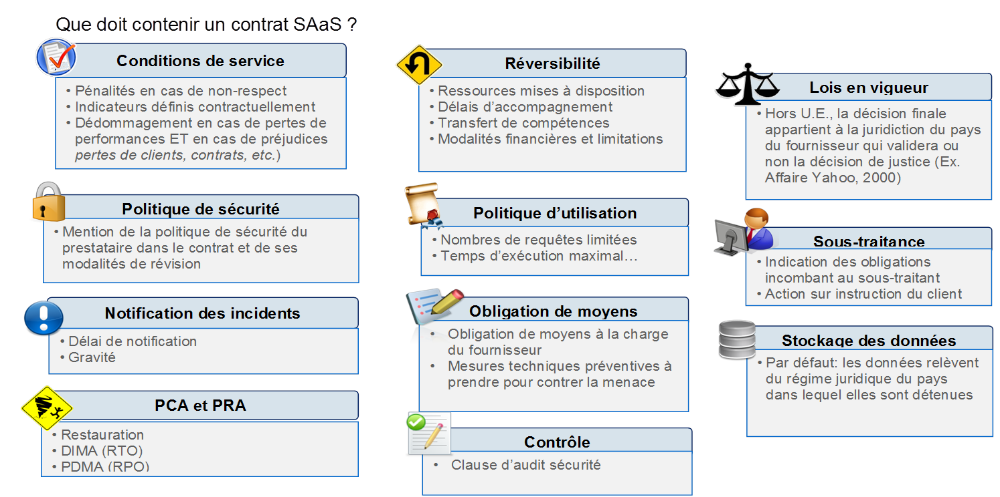 Que doit contenir un contrat SAaS ?
Conditions de service
• Pénalités en cas de non-respect
• Indicateurs définis contractuellement
• Dédommagement en cas de pertes de
performances ET en cas de préjudices
pertes de clients, contrats, etc.)
Politique de sécurité
• Mention de la politique de sécurité du
prestataire dans le contrat et de ses
modalités de révision
Notification des incidents
• Délai de notification
• Gravité
PCA et PRA
• Restauration
• DIMA (RTO)
• PDMA (RPO)
Réversibilité
• Ressources mises à disposition
• Délais d’accompagnement
• Transfert de compétences
• Modalités financières et limitations
Politique d’utilisation
• Nombres de requêtes limitées
• Temps d’exécution maximal…
Obligation de moyens
• Obligation de moyens à la charge
du fournisseur
• Mesures techniques préventives à
prendre pour contrer la menace
Contrôle
• Clause d’audit sécurité
Lois en vigueur
• Hors U.E., la décision finale
appartient à la juridiction du pays
du fournisseur qui validera ou
non la décision de justice (Ex.
Affaire Yahoo, 2000)
Sous-traitance
• Indication des obligations
incombant au sous-traitant
• Action sur instruction du client
Stockage des données
• Par défaut: les données relèvent
du régime juridique du pays
dans lequel elles sont détenues